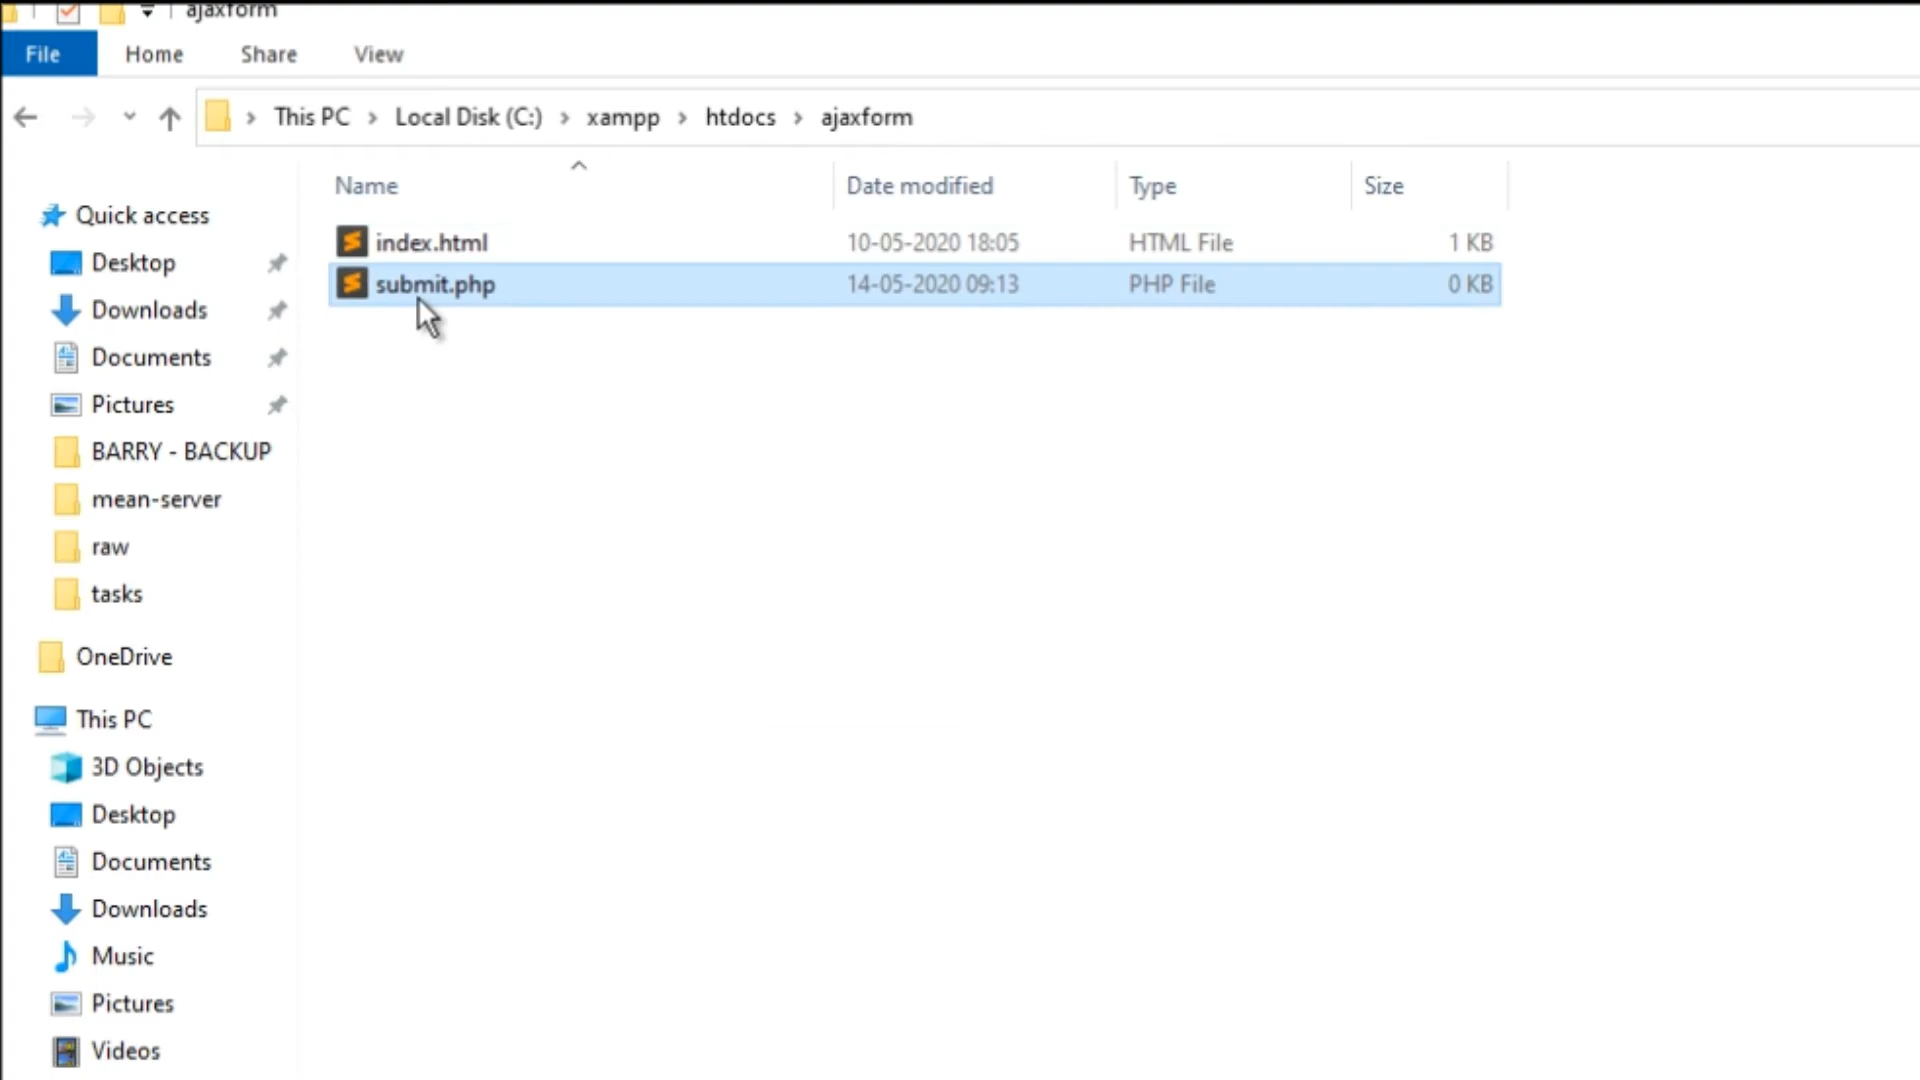 ajaxform
File Home Share View
This PC Local Disk (C:) xampp htdocs ajaxform
Name Date modified Type Size
index.html 10-05-2020 18:05 HTML File 1 KB
submit.php 14-05-2020 09:13 PHP File 0 KB
Quick access
Desktop
Downloads
Documents
Pictures
BARRY - BACKUP
mean-server
raw
tasks
OneDrive
This PC
3D Objects
Desktop
Documents
Downloads
Music
Pictures
Videos